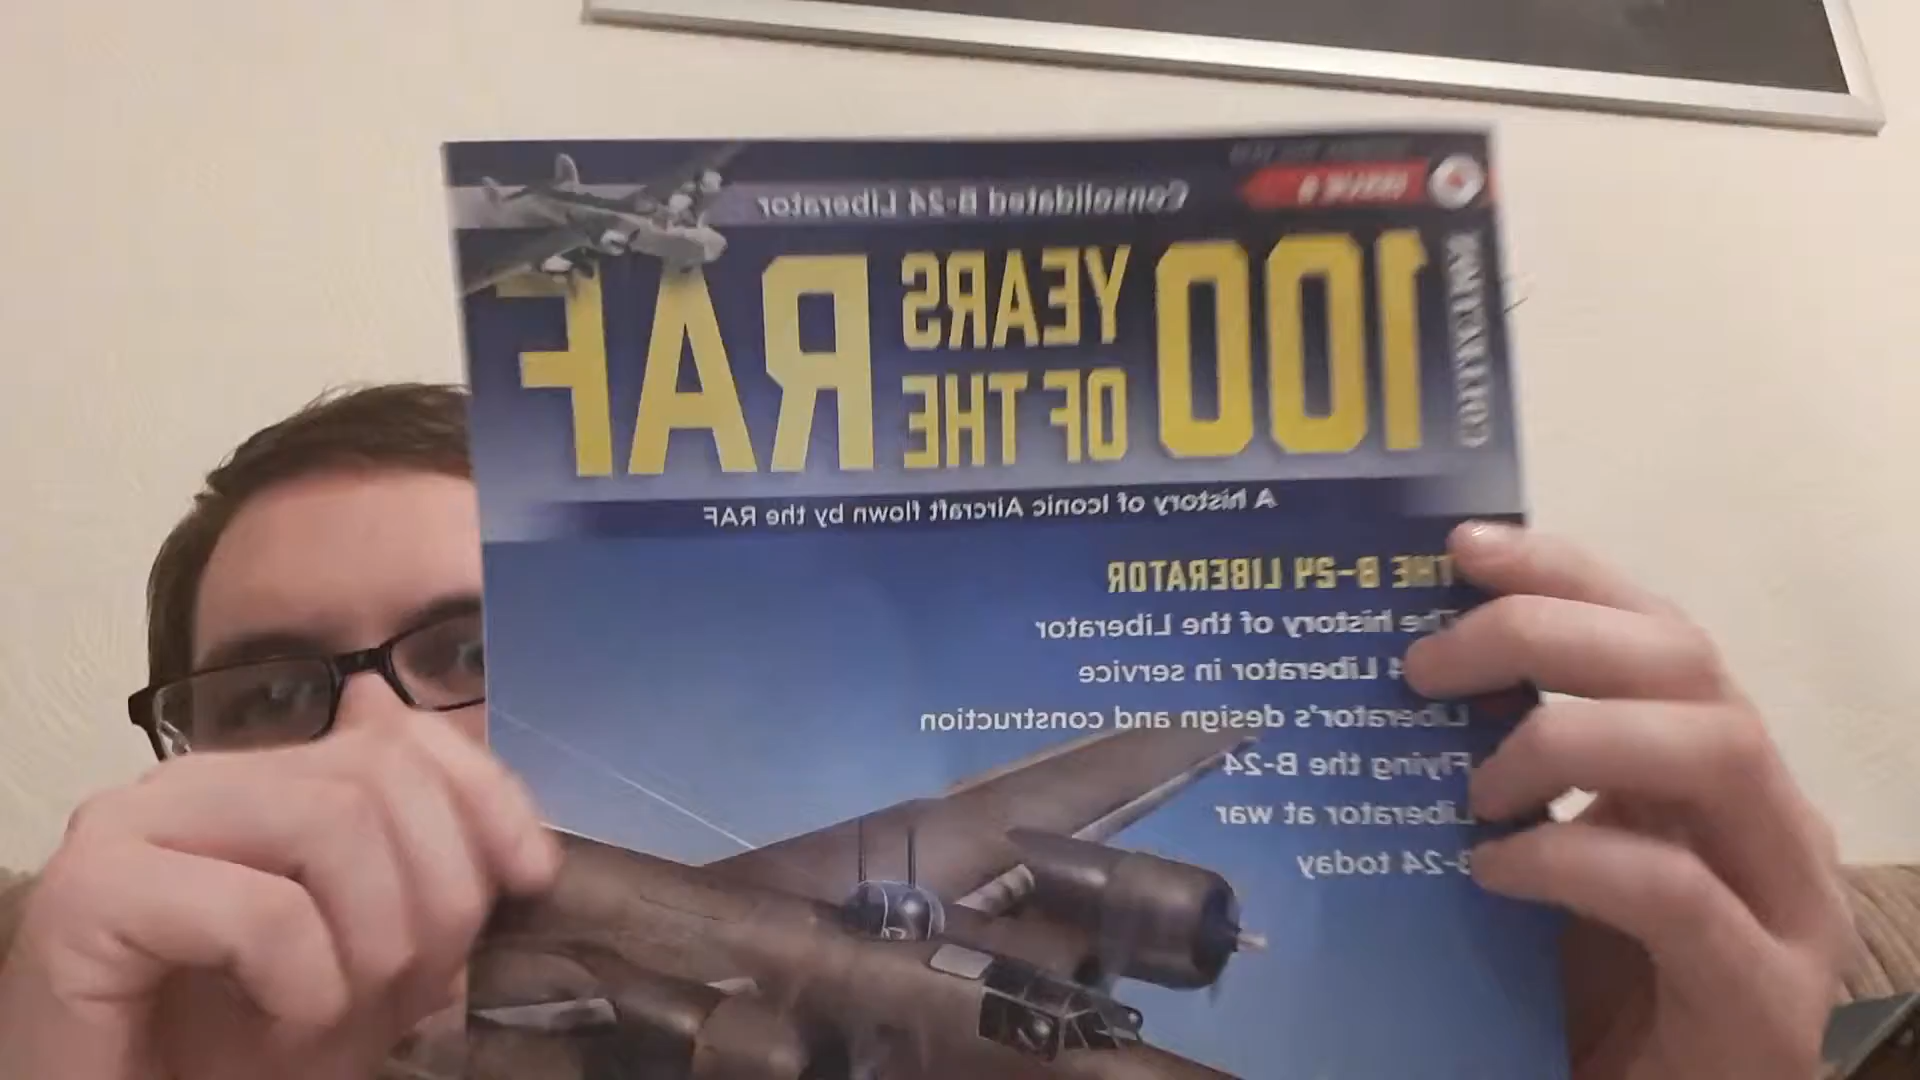 ISSUE
Consolidated B-24 Liberator
100 YEARS
OF THE RAF
A history of Iconic Aircraft flown by the RAF
THE B-24 LIBERATOR
The history of the Liberator
Liberator in service
Liberator's design and construction
Flying the B-24
Liberator at war
B-24 today